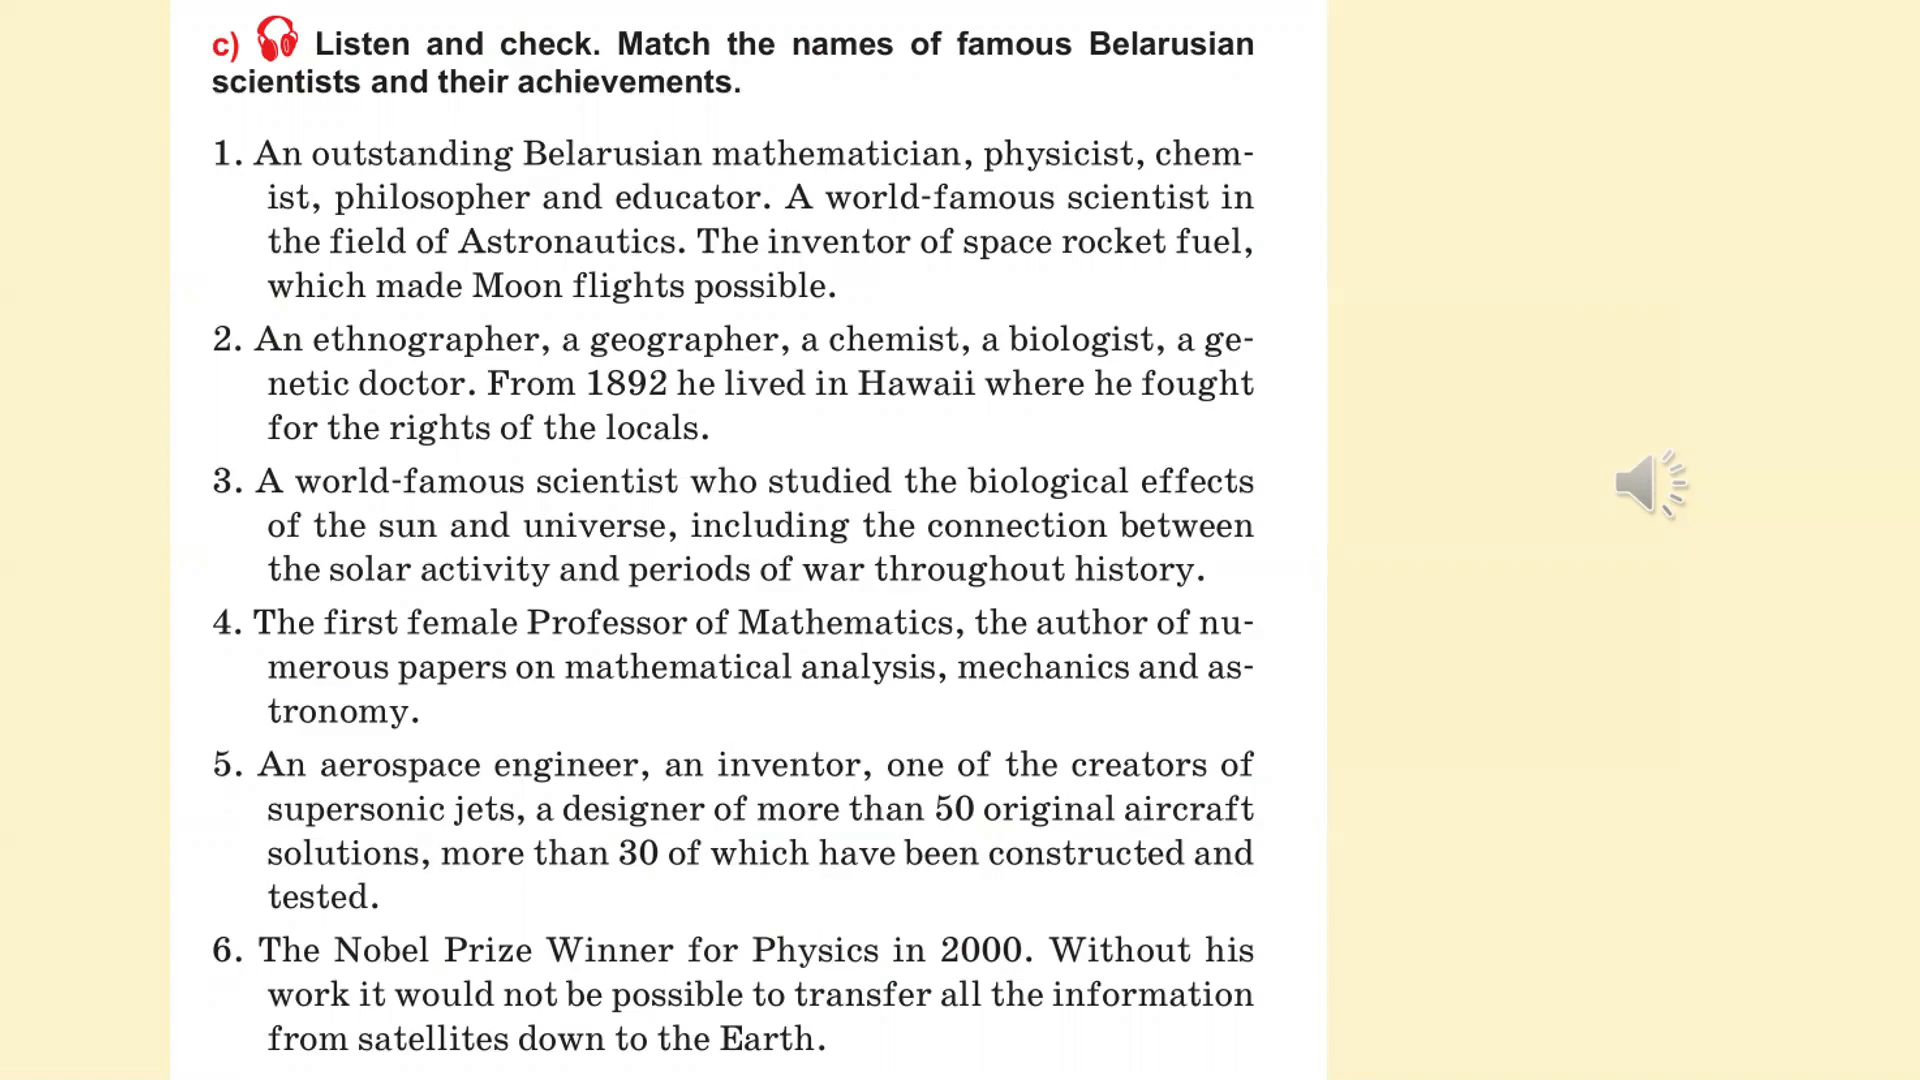 c) Listen and check. Match the names of famous Belarusian
scientists and their achievements.
1. An outstanding Belarusian mathematician, physicist, chem-
ist, philosopher and educator. A world-famous scientist in
the field of Astronautics. The inventor of space rocket fuel,
which made Moon flights possible.
2. An ethnographer, a geographer, a chemist, a biologist, a ge-
netic doctor. From 1892 he lived in Hawaii where he fought
for the rights of the locals.
3. A world-famous scientist who studied the biological effects
of the sun and universe, including the connection between
the solar activity and periods of war throughout history.
4. The first female Professor of Mathematics, the author of nu-
merous papers on mathematical analysis, mechanics and as-
tronomy.
5. An aerospace engineer, an inventor, one of the creators of
supersonic jets, a designer of more than 50 original aircraft
solutions, more than 30 of which have been constructed and
tested.
6. The Nobel Prize Winner for Physics in 2000. Without his
work it would not be possible to transfer all the information
from satellites down to the Earth.